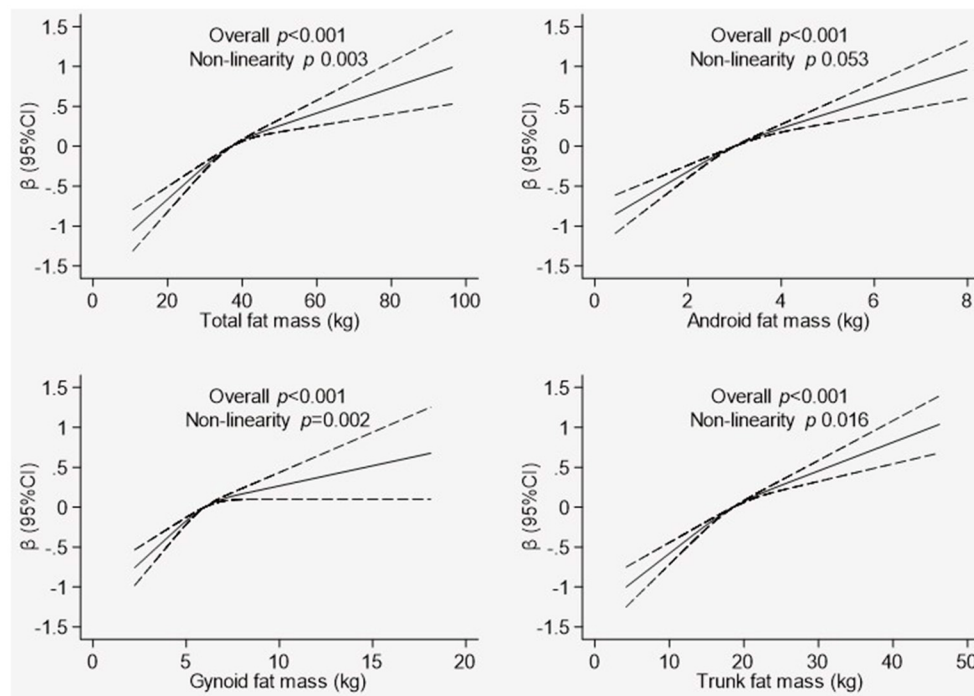 Overall p<0.001
Non-linearity p 0.003
β (95%CI)
1.5
1
.5
0
-.5
-1
-1.5
0 20 40 60 80 100
Total fat mass (kg)
Overall p<0.001
Non-linearity p 0.053
β (95%CI)
1.5
1
.5
0
-.5
-1
-1.5
0 2 4 6 8
Android fat mass (kg)
Overall p<0.001
Non-linearity p=0.002
β (95%CI)
1.5
1
.5
0
-.5
-1
-1.5
0 5 10 15 20
Gynoid fat mass (kg)
Overall p<0.001
Non-linearity p 0.016
β (95%CI)
1.5
1
.5
0
-.5
-1
-1.5
0 10 20 30 40 50
Trunk fat mass (kg)